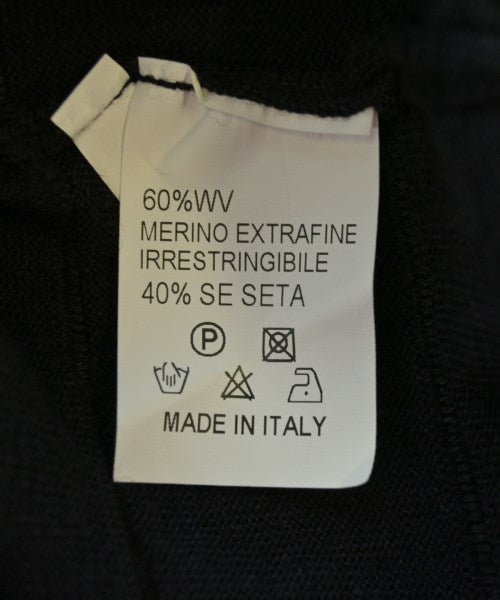 60%WV
MERINO EXTRAFINE
IRRESTRINGIBILE
40% SE SETA
P
MADE IN ITALY